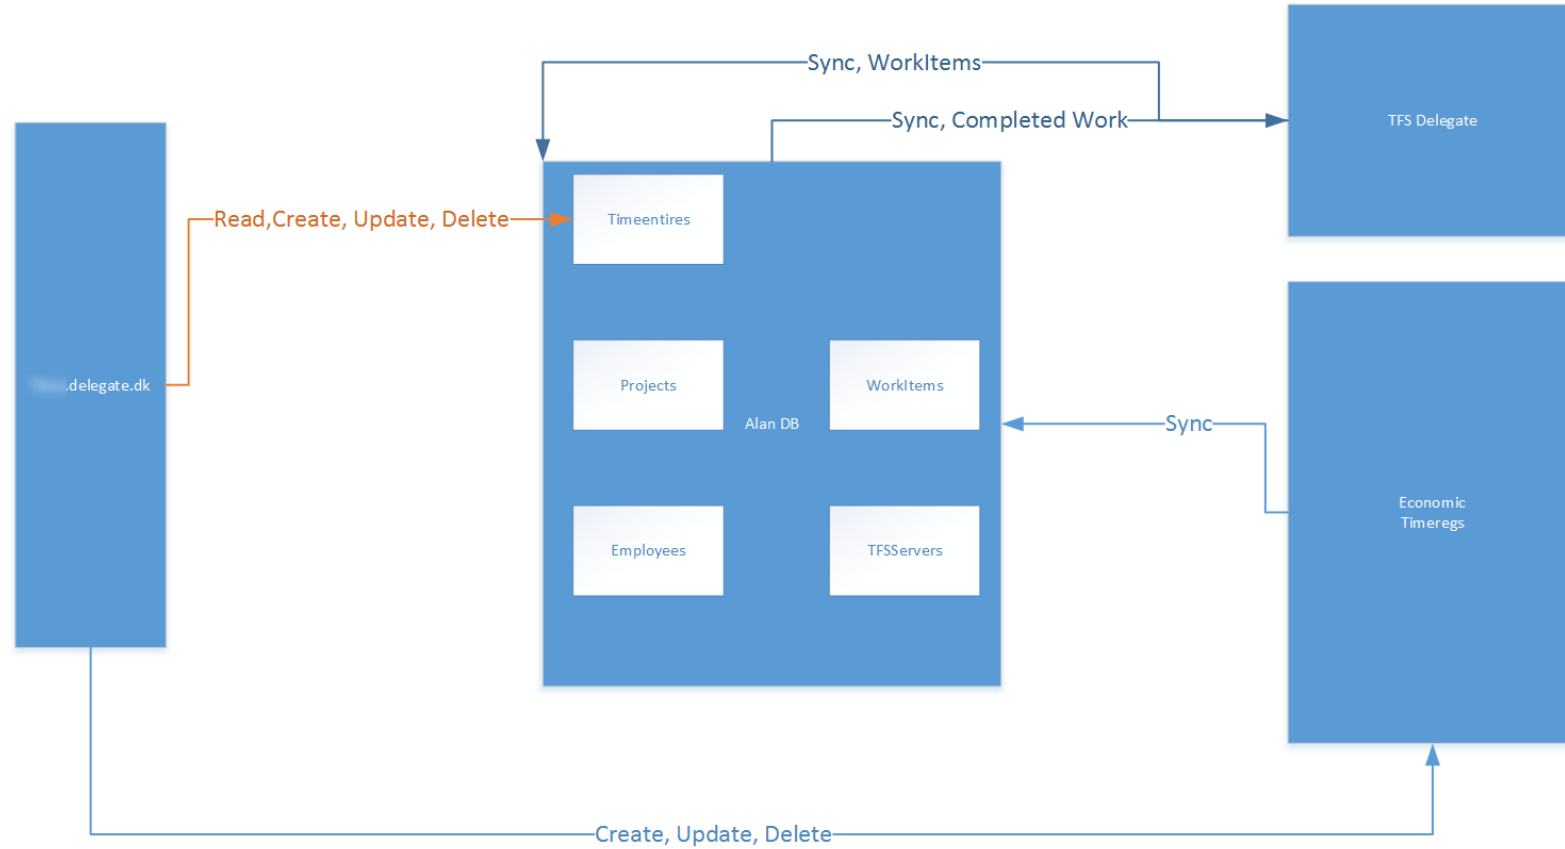 Sync, WorkItems
Sync, Completed Work
TFS Delegate
Read,Create, Update, Delete
Timeentires
.delegate.dk
Projects
WorkItems
Alan DB
Sync
Economic
Timeregs
Employees
TFSServers
Create, Update, Delete